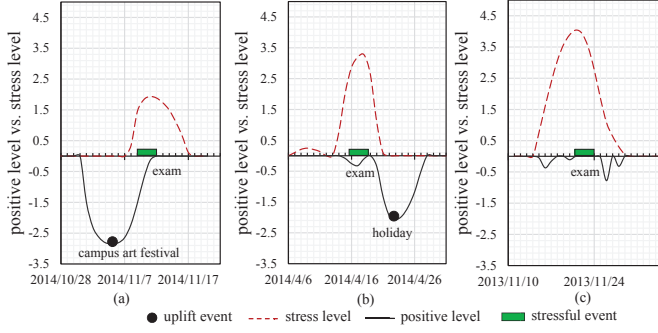 positive level vs. stress level
4.5
3.5
2.5
1.5
0.5
-0.5
-1.5
-2.5
-3.5
exam
campus art festival
2014/10/28 2014/11/7 2014/11/17
(a)
positive level vs. stress level
4.5
3.5
2.5
1.5
0.5
-0.5
-1.5
-2.5
-3.5
exam
holiday
2014/4/6 2014/4/16 2014/4/26
(b)
positive level vs. stress level
4.5
3.5
2.5
1.5
0.5
-0.5
-1.5
-2.5
-3.5
exam
2013/11/10 2013/11/24
(c)
uplift event stress level positive level stressful event